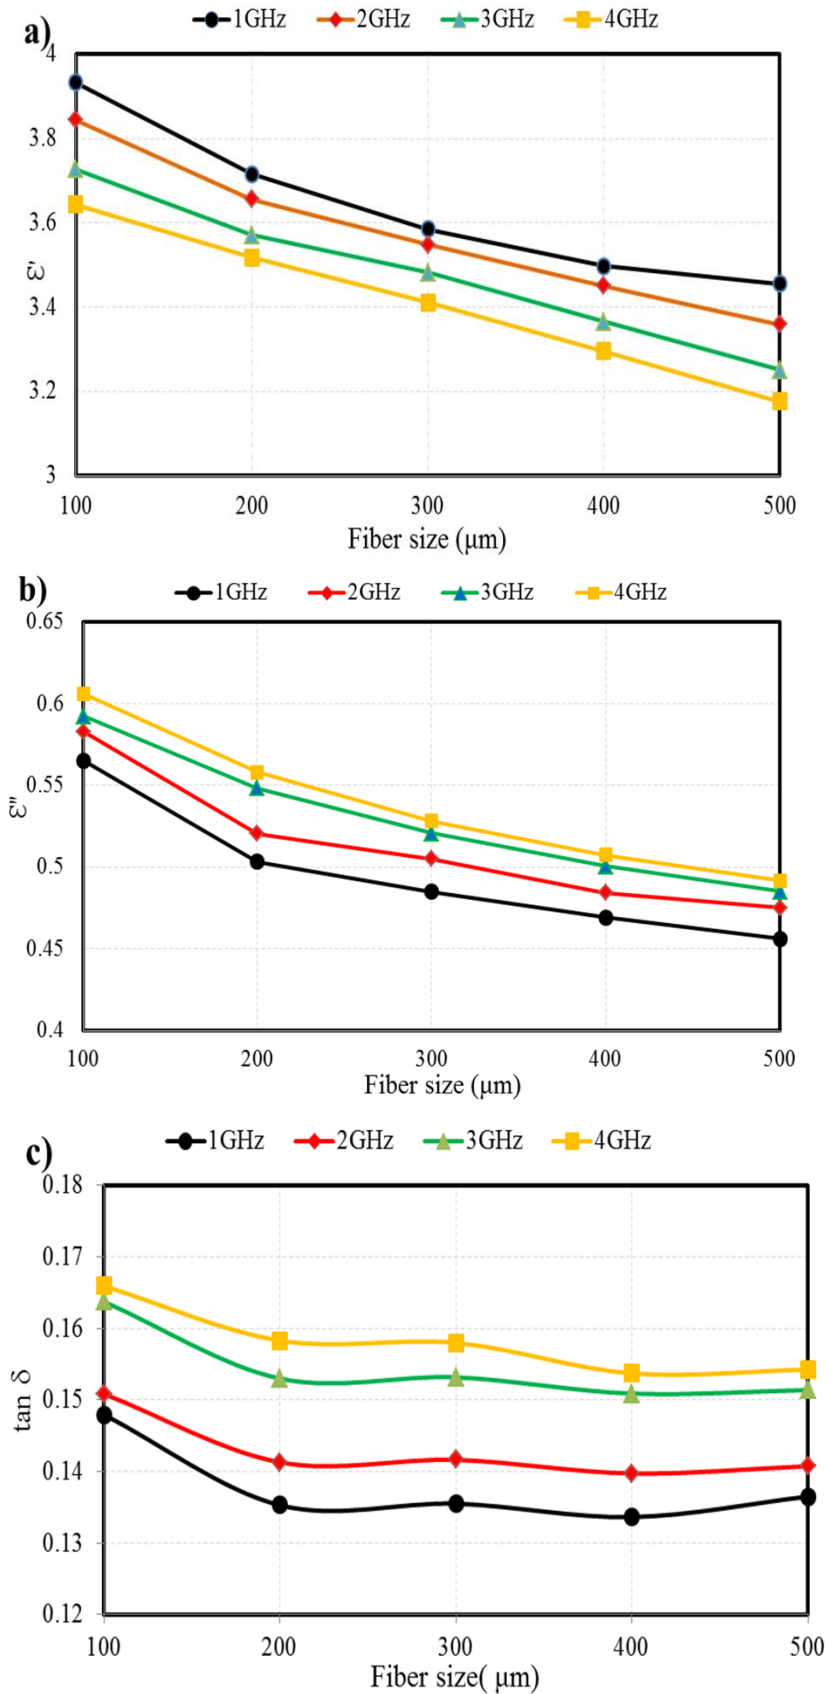 a)
1GHz 2GHz 3GHz 4GHz
4
3.8
3.6
3.4
3.2
3
ε'
100 200 300 400 500
Fiber size (μm)
b)
1GHz 2GHz 3GHz 4GHz
0.65
0.6
0.55
0.5
0.45
0.4
ε"
100 200 300 400 500
Fiber size (μm)
c)
1GHz 2GHz 3GHz 4GHz
0.18
0.17
0.16
0.15
0.14
0.13
0.12
tan δ
100 200 300 400 500
Fiber size( μm)